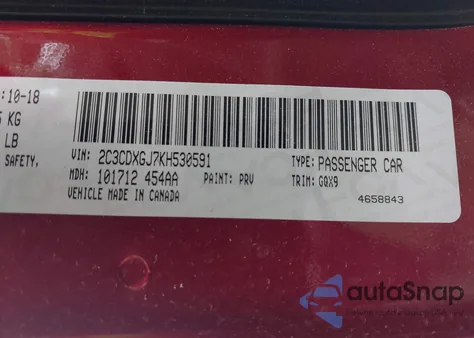 :10-18
KG
LB
SAFETY.
VIN: 2C3CDXGJ7KH530591
TYPE: PASSENGER CAR
MDH: 101712 454AA
PAINT: PRV
TRIM: GQX9
VEHICLE MADE IN CANADA
4658843
autoSnap